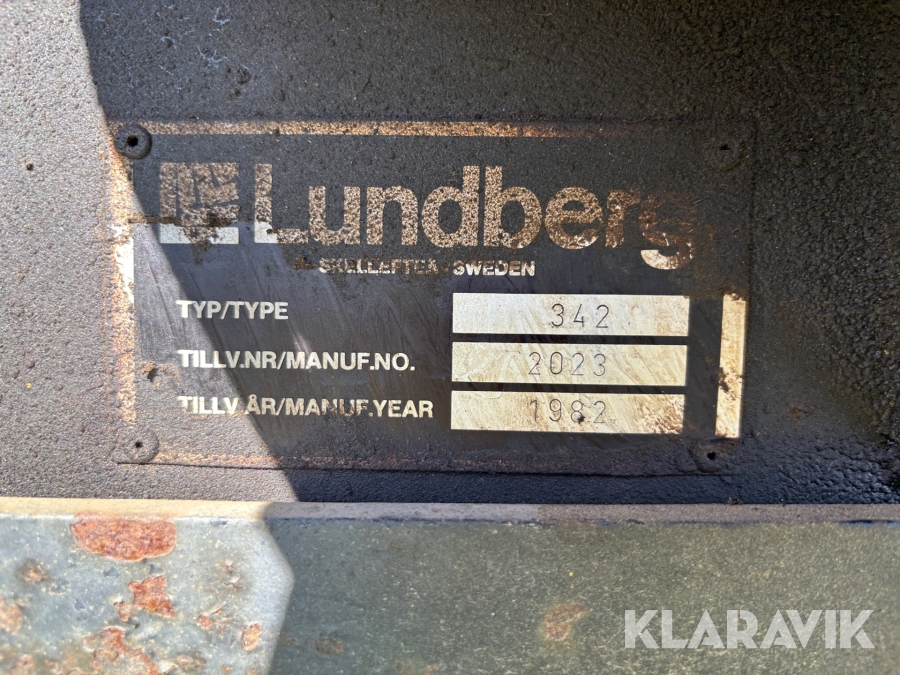 Lundberg
SKELLEFTEÅ SWEDEN
TYP/TYPE 342
TILLV.NR/MANUF.NO. 2023
TILLV.ÅR/MANUF.YEAR 1982
KLARAVIK